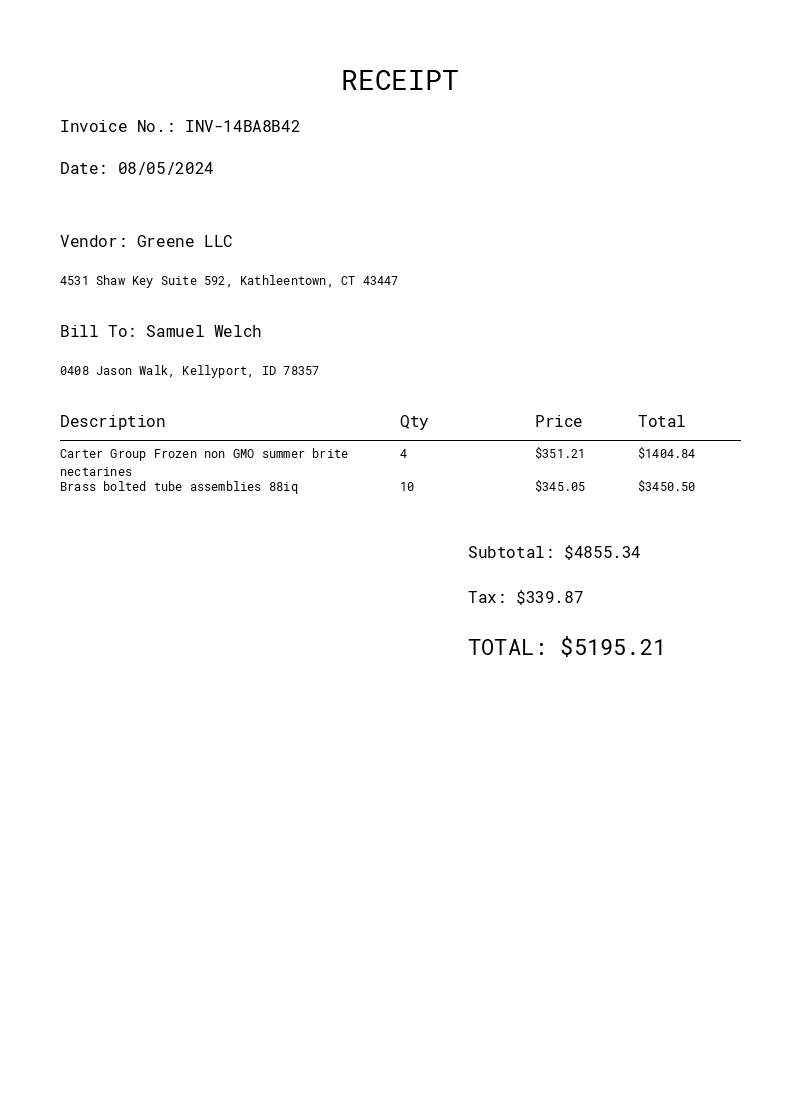 RECEIPT
Invoice No.: INV-14BA8B42
Date: 08/05/2024
Vendor: Greene LLC
4531 Shaw Key Suite 592, Kathleentown, CT 43447
Bill To: Samuel Welch
0408 Jason Walk, Kellyport, ID 78357
Description Qty Price Total
Carter Group Frozen non GMO summer brite 4 $351.21 $1404.84
nectarines
Brass bolted tube assemblies 88iq 10 $345.05 $3450.50
Subtotal: $4855.34
Tax: $339.87
TOTAL: $5195.21